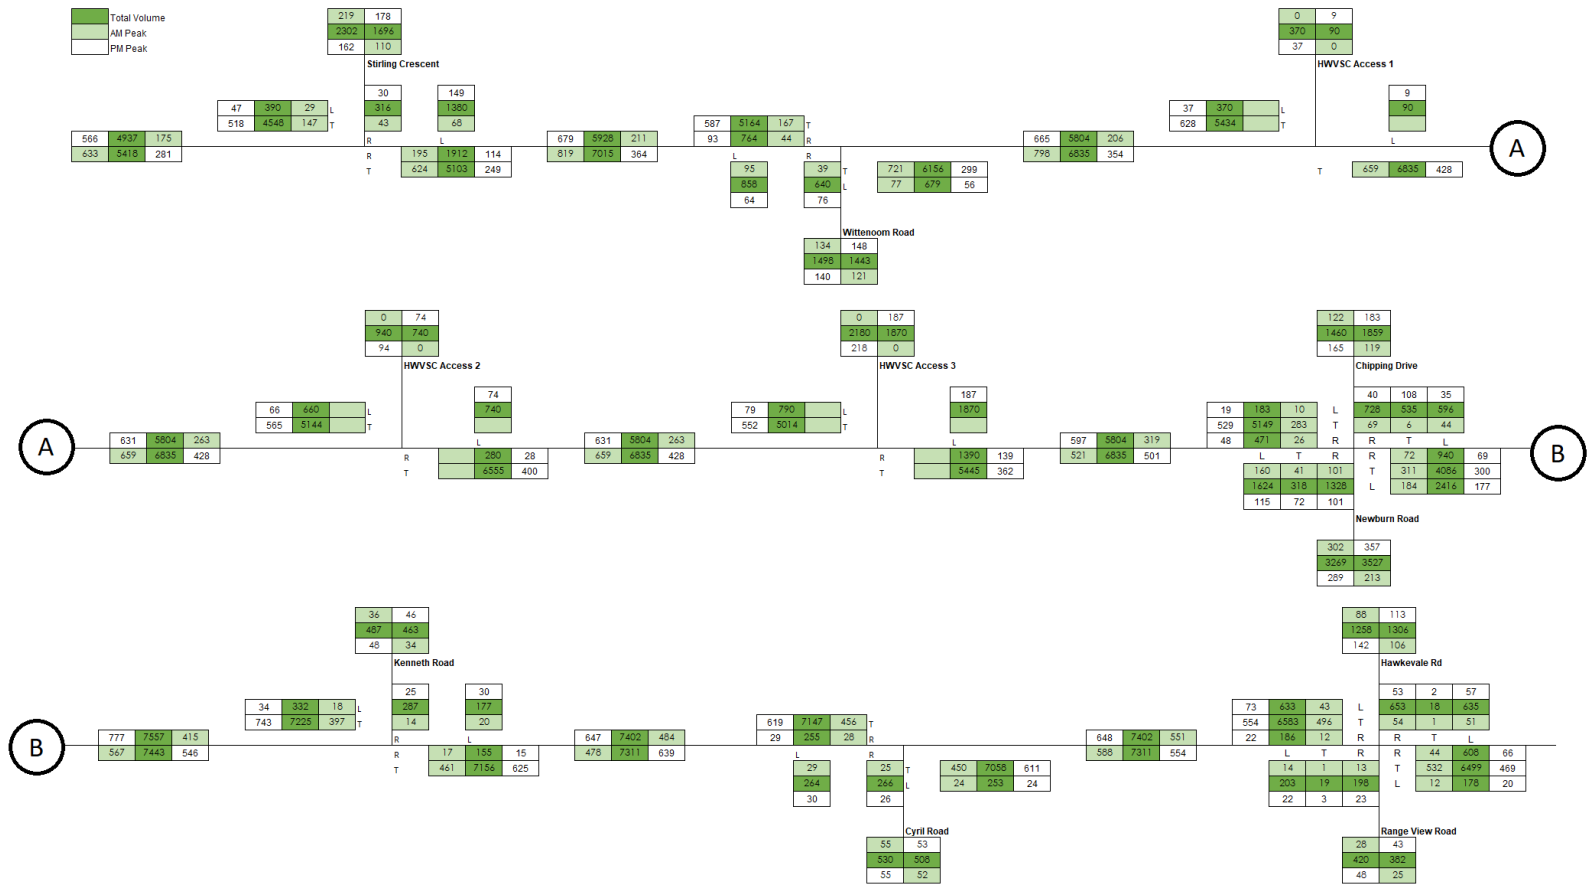 Total Volume
AM Peak
PM Peak
219 178
2302 1696
162 110
Stirling Crescent
0 9
370 90
37 0
HWVSC Access 1
30 149
316 1380
43 68
47 390 29 L
518 4548 147 T
R L
566 4937 175
633 5418 281
R 195 1912 114
T 624 5103 249
679 5928 211
819 7015 364
587 5164 167 T
93 764 44 R
L R
95 39 T
858 640 L
64 76
721 6156 299
77 679 56
Wittenoom Road
134 148
1498 1443
140 121
665 5804 206
798 6835 354
37 370 L
628 5434 T
9
90
L
T 659 6835 428
A
0 74
940 740
94 0
HWVSC Access 2
0 187
2180 1870
218 0
HWVSC Access 3
122 183
1460 1859
165 119
Chipping Drive
A
631 5804 263
659 6835 428
66 660 L
565 5144 T
74
740
L
R 280 28
T 6555 400
631 5804 263
659 6835 428
79 790 L
552 5014 T
187
1870
L
R 1390 139
T 5445 362
597 5804 319
521 6835 501
19 183 10 L
529 5149 283 T
48 471 26 R
40 108 35
728 535 596
69 6 44
L T R R T L
160 41 101
1624 318 1328
115 72 101
R 72 940 69
T 311 4086 300
L 184 2416 177
Newburn Road
302 357
3269 3527
289 213
B
36 46
487 463
48 34
Kenneth Road
88 113
1258 1306
142 106
Hawkevale Rd
B
777 7557 415
567 7443 546
34 332 18 L
743 7225 397 T
25 30
287 177
14 20
R L
R 17 155 15
T 461 7156 625
647 7402 484
478 7311 639
619 7147 456 T
29 255 28 R
L R
29 25 T
264 266 L
30 26
450 7058 611
24 253 24
Cyril Road
55 53
530 508
55 52
648 7402 551
588 7311 554
73 633 43 L
554 6583 496 T
22 186 12 R
53 2 57
653 18 635
54 1 51
L T R R T L
14 1 13
203 19 198
22 3 23
R 44 608 66
T 532 6499 469
L 12 178 20
Range View Road
28 43
420 382
48 25